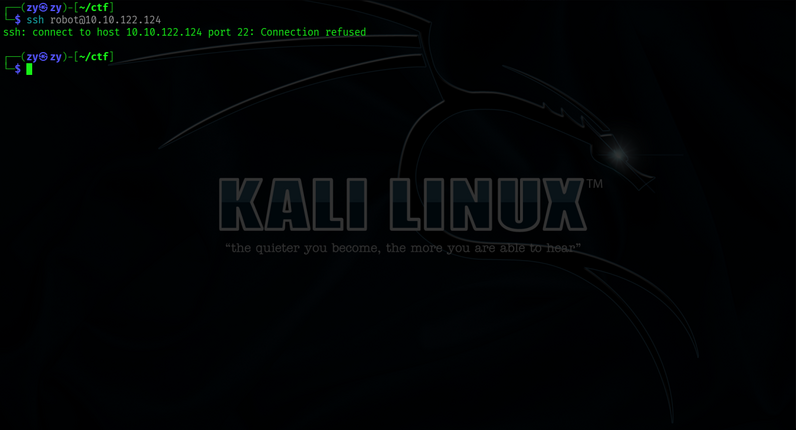 ┌──(zy㉿zy)-[~/ctf]
└─$ ssh robot@10.10.122.124
ssh: connect to host 10.10.122.124 port 22: Connection refused
┌──(zy㉿zy)-[~/ctf]
└─$
KALI LINUX™
“the quieter you become, the more you are able to hear”